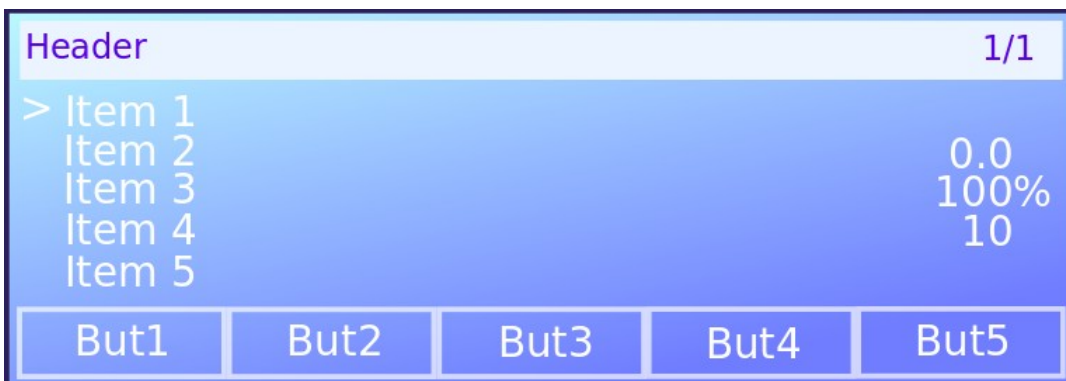 Header 1/1
> Item 1
Item 2 0.0
Item 3 100%
Item 4 10
Item 5
But1 But2 But3 But4 But5